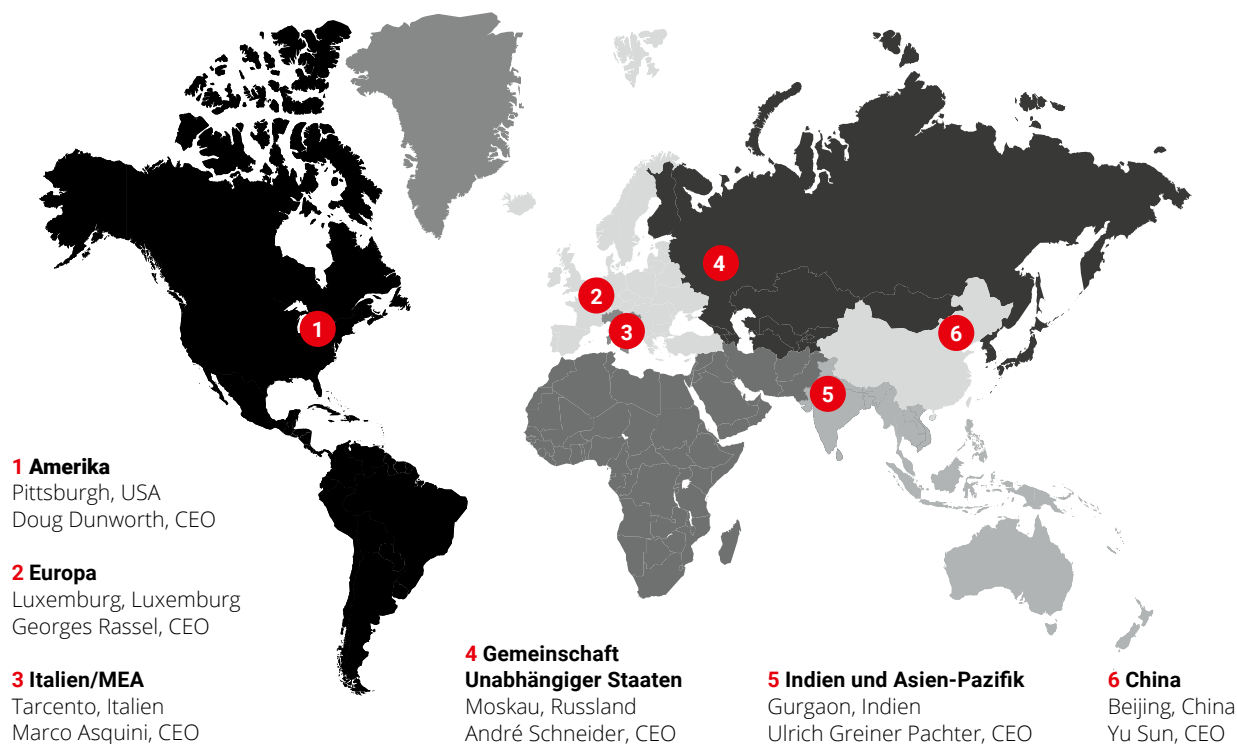 1
2
3
4
5
6
1 Amerika
Pittsburgh, USA
Doug Dunworth, CEO
2 Europa
Luxemburg, Luxemburg
Georges Rassel, CEO
3 Italien/MEA
Tarcento, Italien
Marco Asquini, CEO
4 Gemeinschaft
Unabhängiger Staaten
Moskau, Russland
André Schneider, CEO
5 Indien und Asien-Pazifik
Gurgaon, Indien
Ulrich Greiner Pachter, CEO
6 China
Beijing, China
Yu Sun, CEO